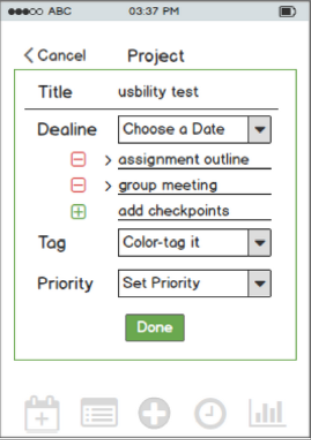 ABC 03:37 PM
Cancel Project
Title usbility test
Dealine Choose a Date
assignment outline
group meeting
add checkpoints
Tag Color-tag it
Priority Set Priority
Done